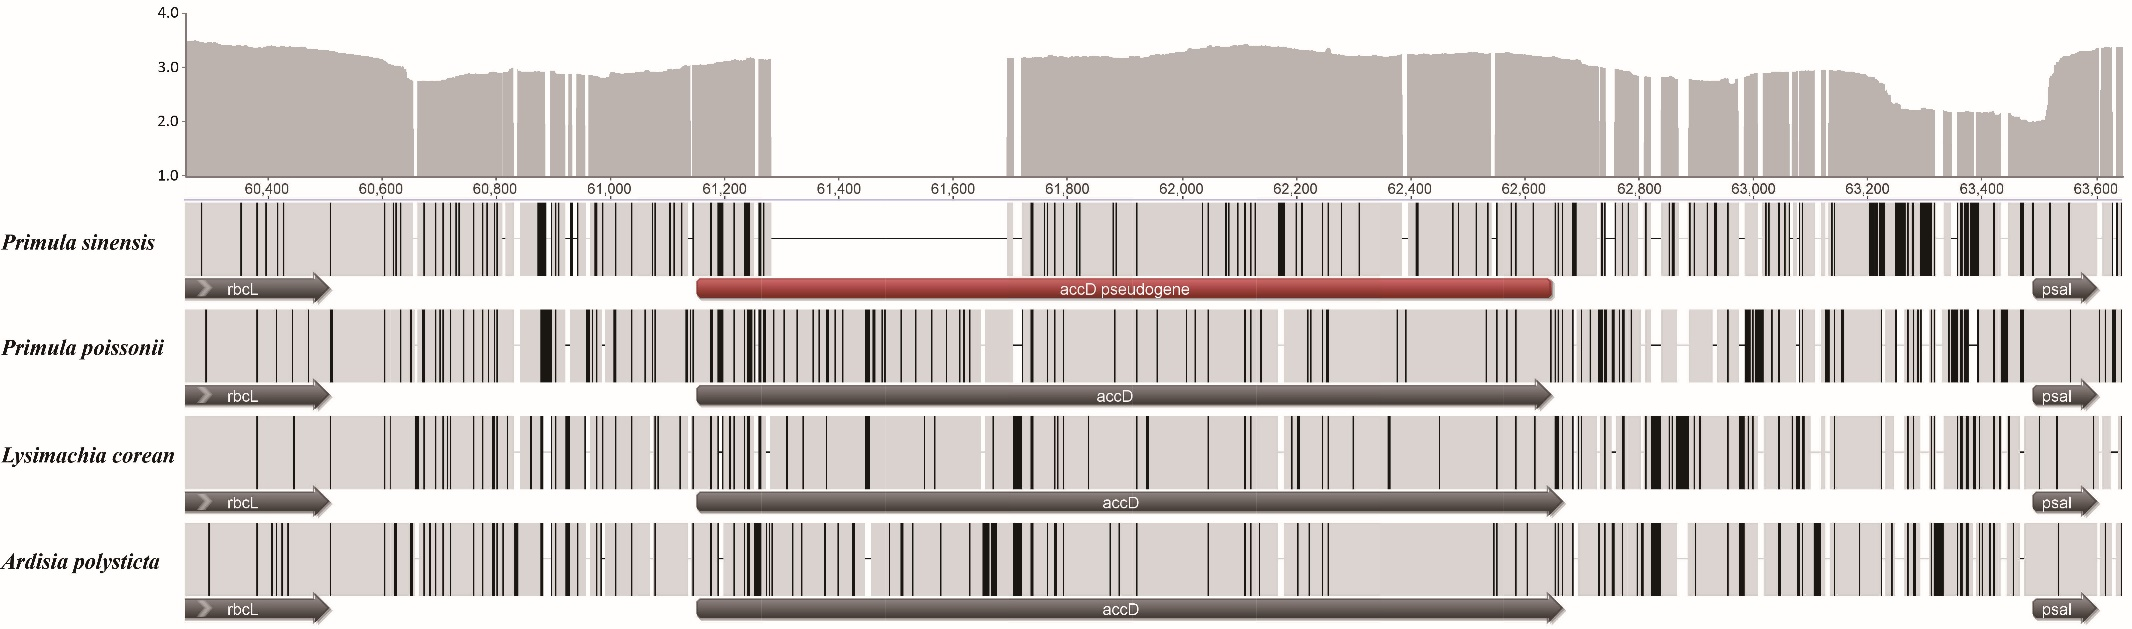 4.0
3.0
2.0
1.0
60,400 60,600 60,800 61,000 61,200 61,400 61,600 61,800 62,000 62,200 62,400 62,600 62,800 63,000 63,200 63,400 63,600
Primula sinensis
rbcL accD pseudogene psaI
Primula poissonii
rbcL accD psaI
Lysimachia corean
rbcL accD psaI
Ardisia polysticta
rbcL accD psaI